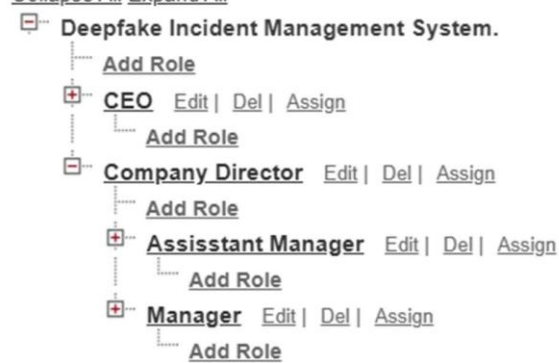 Collapse All Expand All
Deepfake Incident Management System.
Add Role
CEO Edit | Del | Assign
Add Role
Company Director Edit | Del | Assign
Add Role
Assisstant Manager Edit | Del | Assign
Add Role
Manager Edit | Del | Assign
Add Role